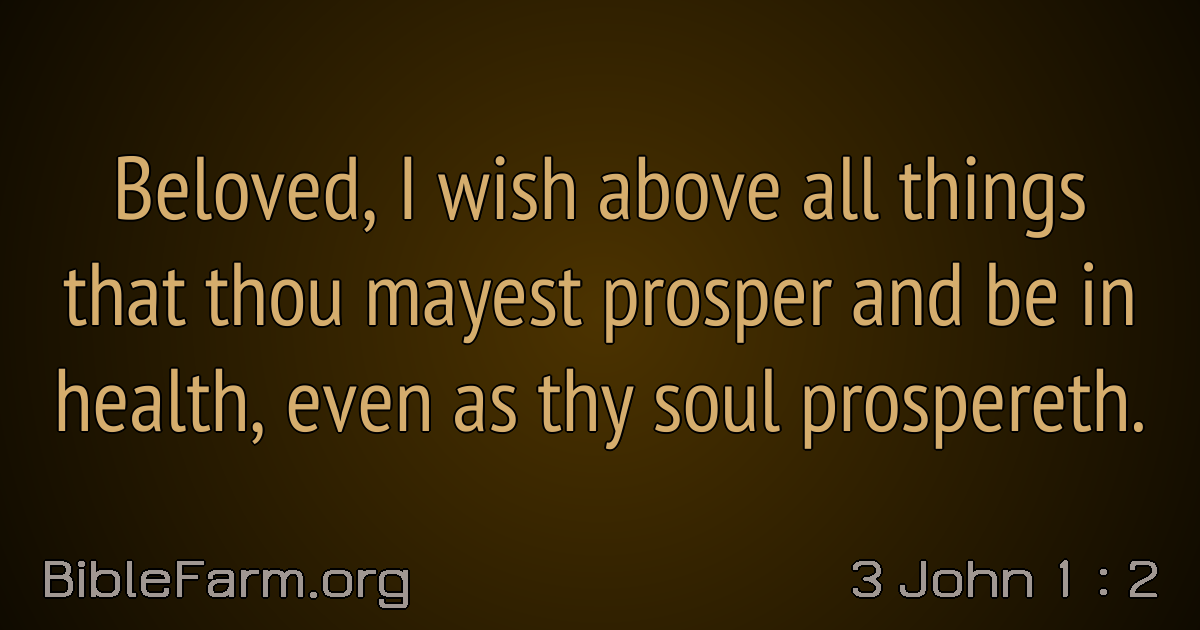 Beloved, I wish above all things
that thou mayest prosper and be in
health, even as thy soul prospereth.
BibleFarm.org
3 John 1 : 2